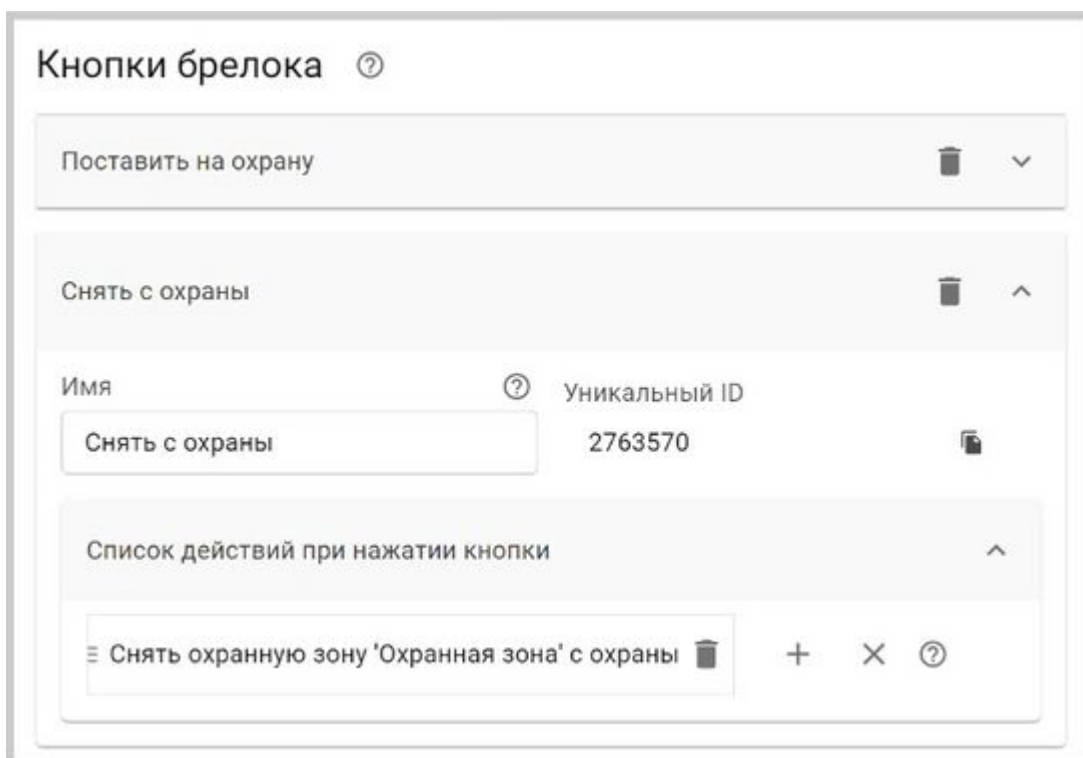 Кнопки брелока
Поставить на охрану
Снять с охраны
Имя
Уникальный ID
Снять с охраны
2763570
Список действий при нажатии кнопки
Снять охранную зону 'Охранная зона' с охраны